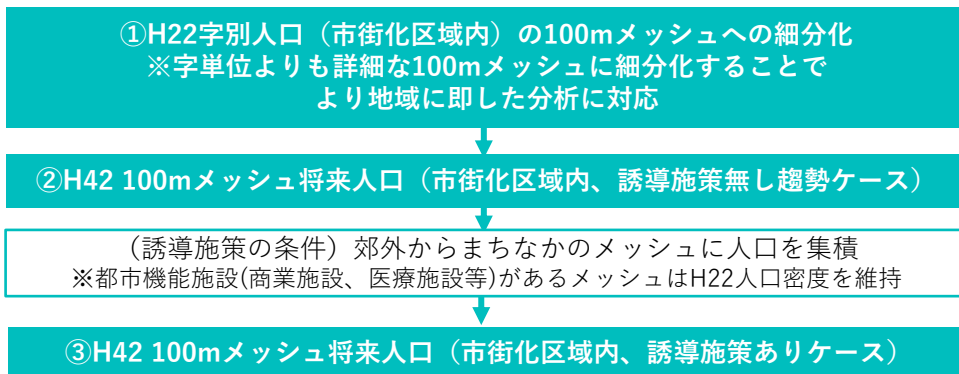 ①H22字別人口（市街化区域内）の100mメッシュへの細分化
※字単位よりも詳細な100mメッシュに細分化することで
より地域に即した分析に対応
②H42 100mメッシュ将来人口（市街化区域内、誘導施策無し趨勢ケース）
（誘導施策の条件）郊外からまちなかのメッシュに人口を集積
※都市機能施設(商業施設、医療施設等)があるメッシュはH22人口密度を維持
③H42 100mメッシュ将来人口（市街化区域内、誘導施策ありケース）